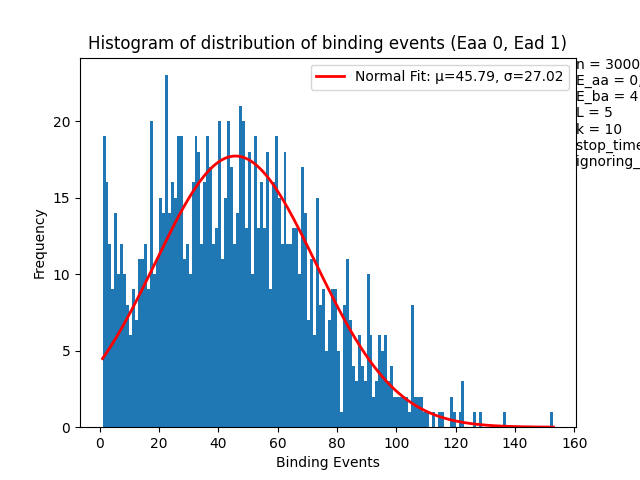 Histogram of distribution of binding events (Eaa 0, Ead 1)
Normal Fit: μ=45.79, σ=27.02
n = 3000
E_aa = 0,
E_ba = 4
L = 5
k = 10
stop_time
ignoring_
Frequency
20
15
10
5
0
0 20 40 60 80 100 120 140 160
Binding Events